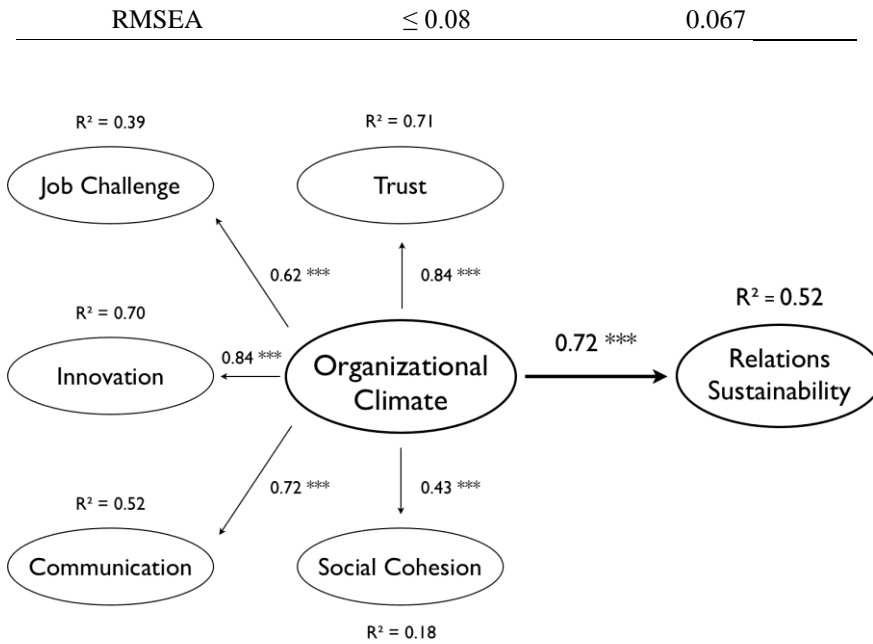 RMSEA ≤ 0.08 0.067
R² = 0.39
Job Challenge
R² = 0.71
Trust
0.62 ***
0.84 ***
R² = 0.70
Innovation
0.84 ***
Organizational
Climate
0.72 ***
R² = 0.52
Relations
Sustainability
0.72 ***
0.43 ***
R² = 0.52
Communication
Social Cohesion
R² = 0.18